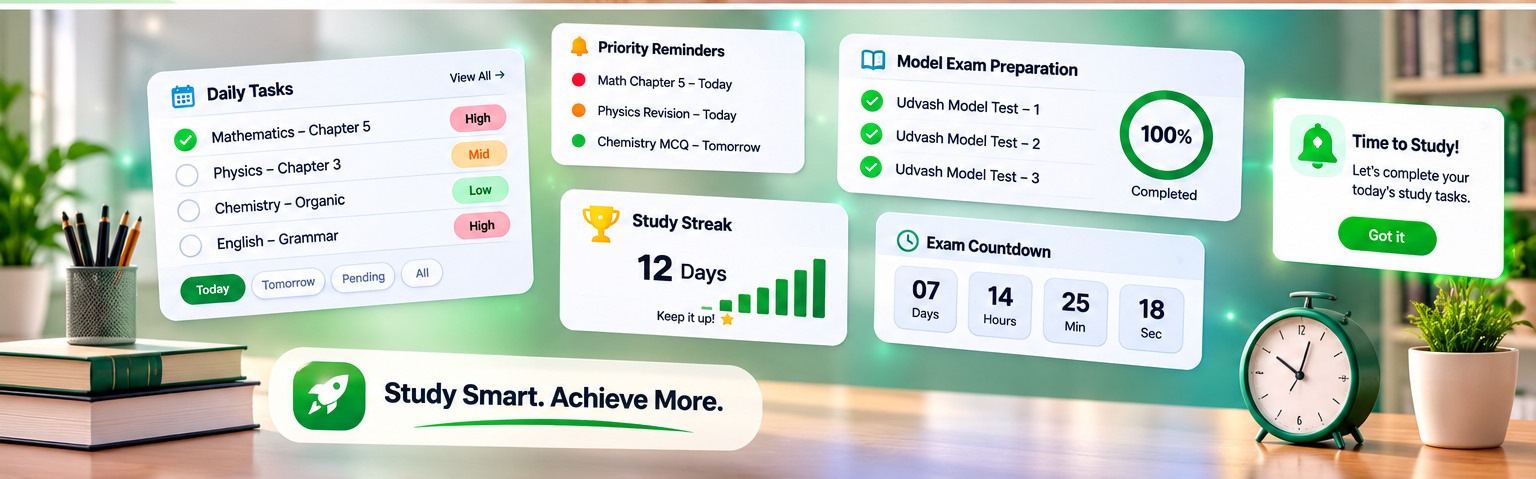 Daily Tasks
View All →
Mathematics – Chapter 5
High
Physics – Chapter 3
Mid
Chemistry – Organic
Low
English – Grammar
High
Today
Tomorrow
Pending
All
Priority Reminders
Math Chapter 5 – Today
Physics Revision – Today
Chemistry MCQ – Tomorrow
Study Streak
12 Days
Keep it up!
Model Exam Preparation
Udvash Model Test – 1
Udvash Model Test – 2
Udvash Model Test – 3
100%
Completed
Exam Countdown
07
Days
14
Hours
25
Min
18
Sec
Time to Study!
Let's complete your
today's study tasks.
Got it
Study Smart. Achieve More.
12
3
6
9